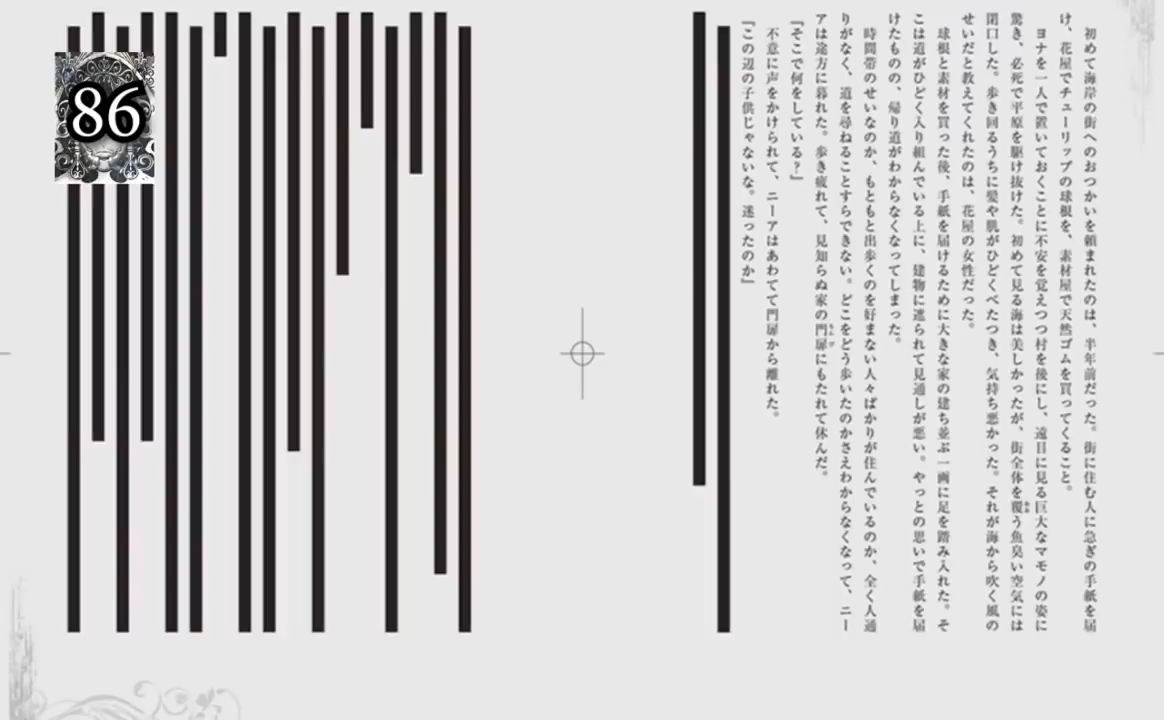 初めて海岸の街へのおつかいを頼まれたのは、半年前だった。街に住む人に急ぎの手紙を届
け、花屋でチューリップの球根を、素材屋で天然ゴムを買ってくること。
ヨナを一人で置いておくことに不安を覚えつつ村を後にし、遠目に見る巨大なマモノの姿に
驚き、必死で平原を駆け抜けた。初めて見る海は美しかったが、街全体を覆う魚臭い空気には
閉口した。歩き回るうちに髪や肌がひどくべたつき、気持ち悪かった。それが海から吹く風の
せいだと教えてくれたのは、花屋の女性だった。
球根と素材を買った後、手紙を届けるために大きな家の建ち並ぶ一画に足を踏み入れた。そ
こは道がひどく入り組んでいる上に、建物に遮られて見通しが悪い。やっとの思いで手紙を届
けたものの、帰り道がわからなくなってしまった。
時間帯のせいなのか、もともと出歩くのを好まない人々ばかりが住んでいるのか、全く人通
りがなく、道を尋ねることすらできない。どこをどう歩いたのかさえわからなくなって、ニー
アは途方に暮れた。歩き疲れて、見知らぬ家の門扉にもたれて休んだ。
「そこで何をしている？」
不意に声をかけられて、ニーアはあわてて門扉から離れた。
「この辺の子供じゃないな。迷ったのか」
86